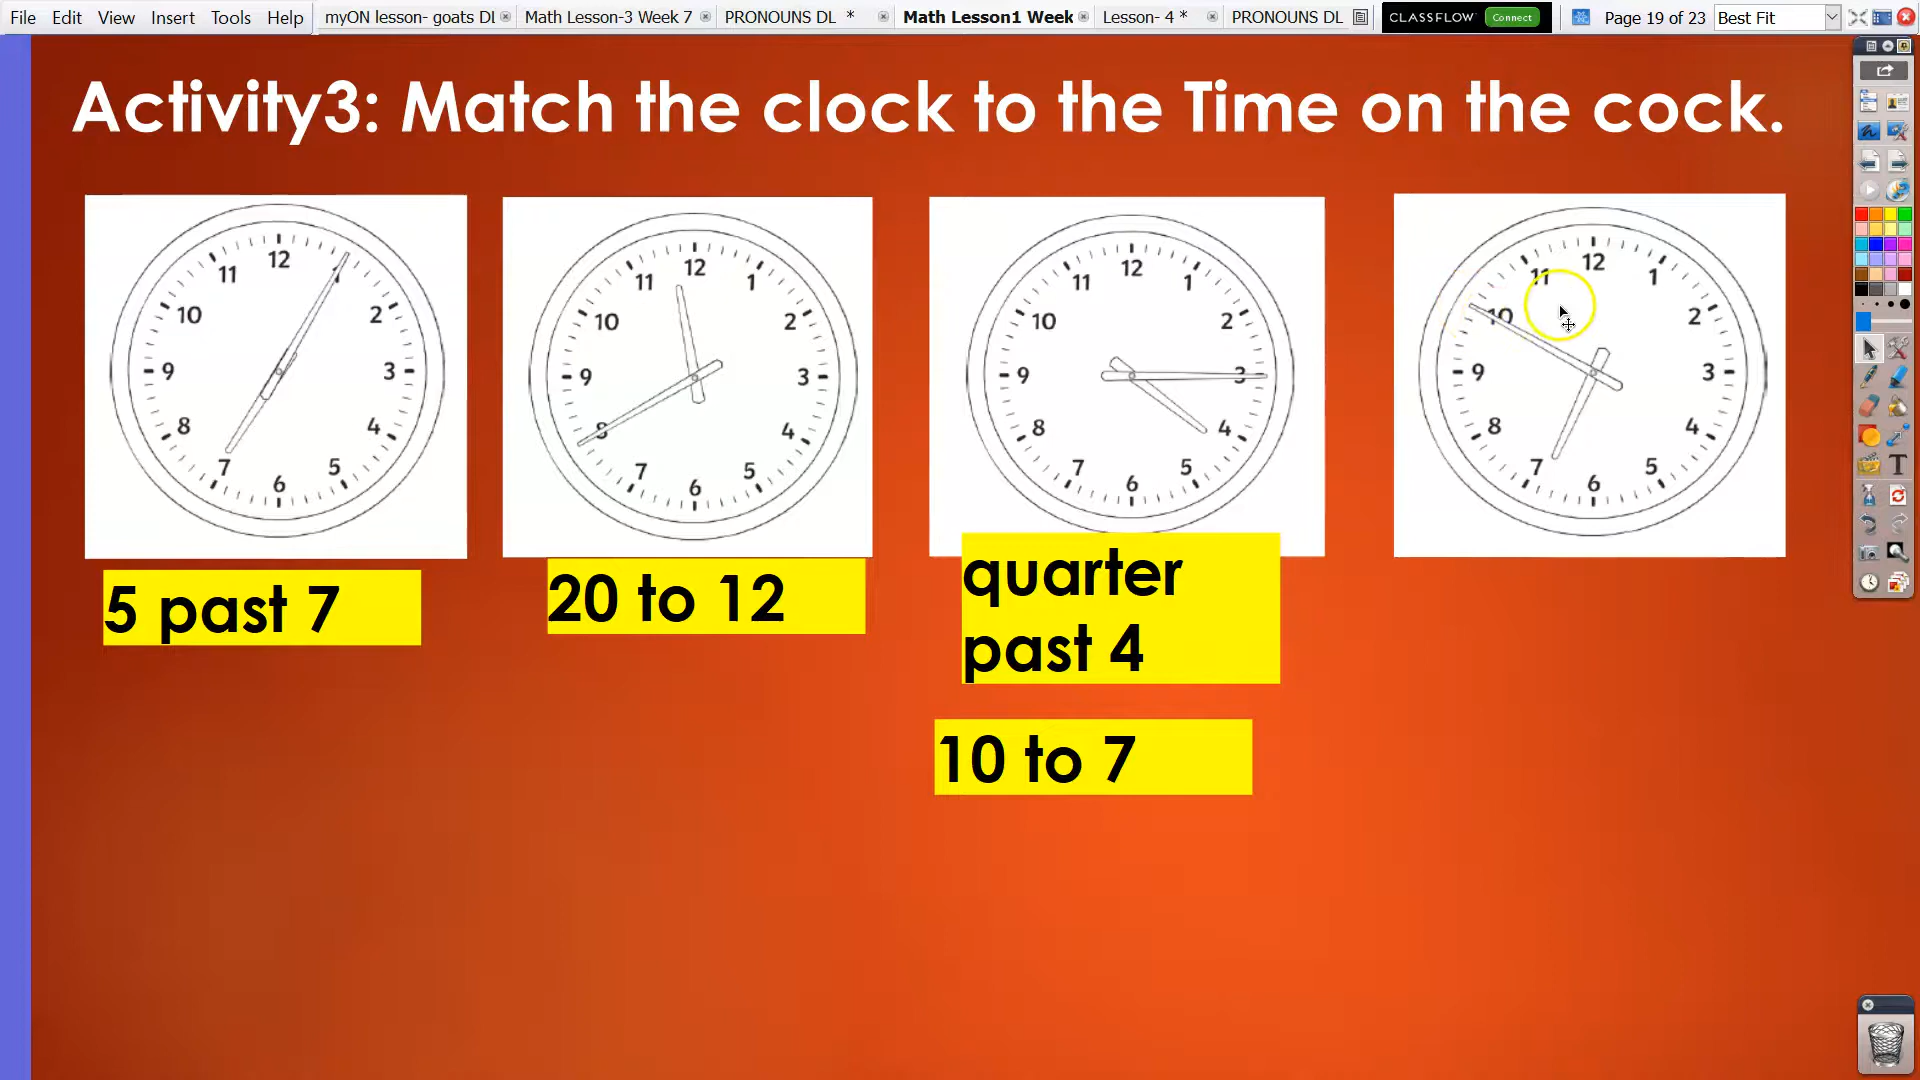 File Edit View Insert Tools Help myON lesson- goats DL Math Lesson-3 Week 7 PRONOUNS DL * Math Lesson1 Week Lesson- 4 * PRONOUNS DL CLASSFLOW Connect Page 19 of 23 Best Fit
Activity3: Match the clock to the Time on the cock.
12 1 2 3 4 5 6 7 8 9 10 11
12 1 2 3 4 5 6 7 8 9 10 11
12 1 2 3 4 5 6 7 8 9 10 11
12 1 2 3 4 5 6 7 8 9 10 11
5 past 7
20 to 12
quarter
past 4
10 to 7